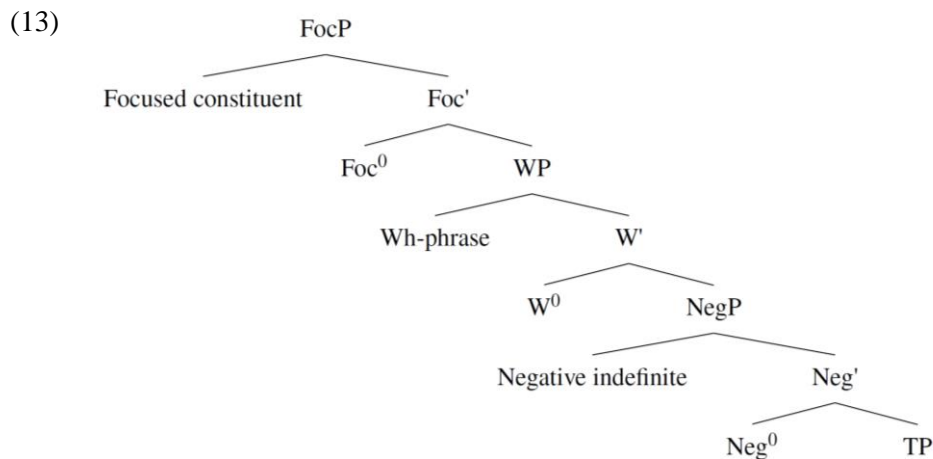 (13)
FocP
Focused constituent Foc'
Foc⁰ WP
Wh-phrase W'
W⁰ NegP
Negative indefinite Neg'
Neg⁰ TP